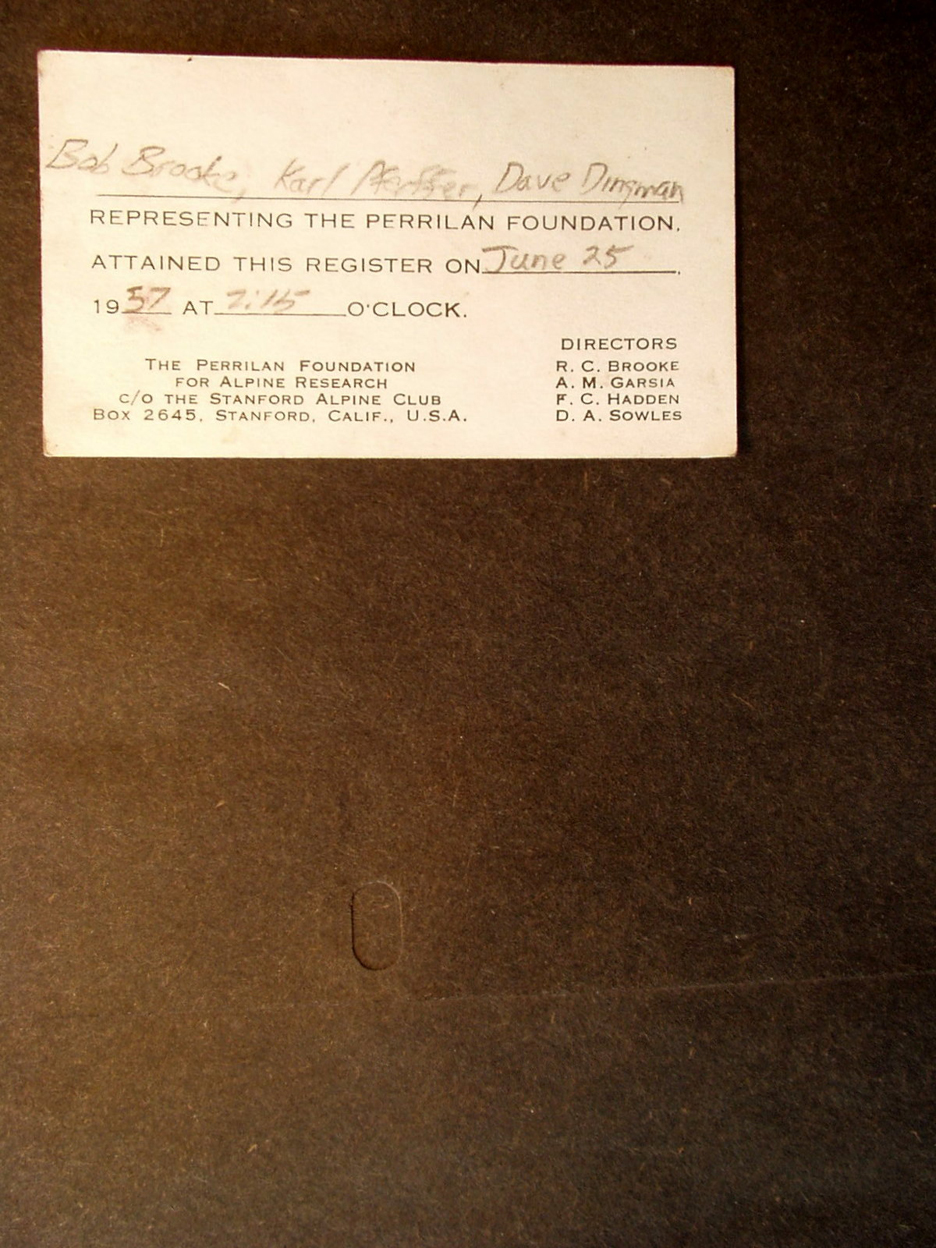 Bob Brooke, Karl Pfeiffer, Dave Dingman
REPRESENTING THE PERRILAN FOUNDATION,
ATTAINED THIS REGISTER ON June 25,
1957 AT 2:15 O'CLOCK.
THE PERRILAN FOUNDATION
FOR ALPINE RESEARCH
C/O THE STANFORD ALPINE CLUB
BOX 2645, STANFORD, CALIF., U.S.A.
DIRECTORS
R. C. BROOKE
A. M. GARSIA
F. C. HADDEN
D. A. SOWLES